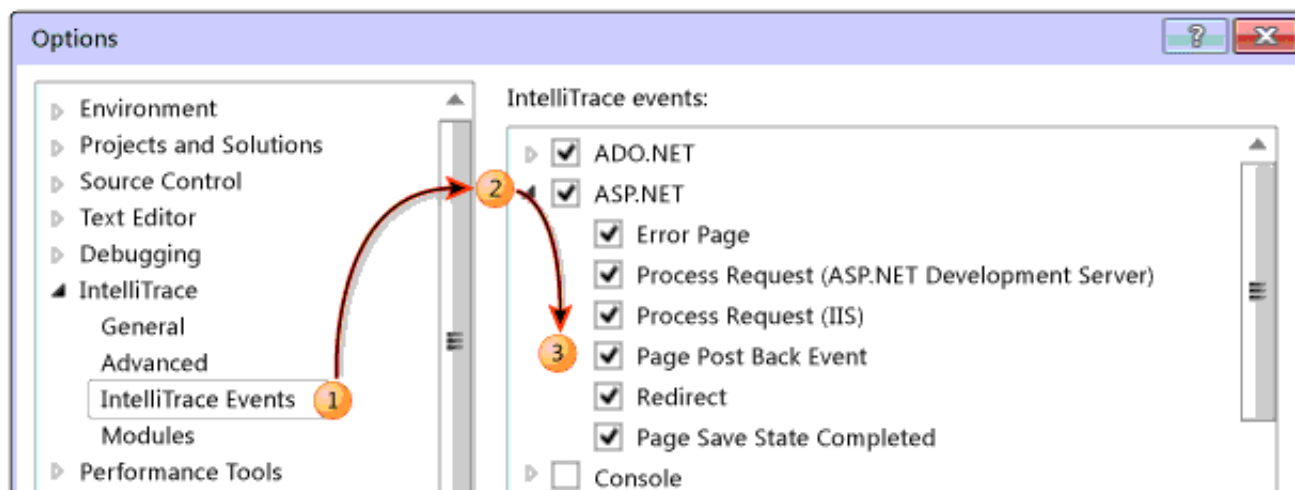 Options
?
Environment
Projects and Solutions
Source Control
Text Editor
Debugging
IntelliTrace
General
Advanced
IntelliTrace Events 1
Modules
Performance Tools
2
IntelliTrace events:
ADO.NET
ASP.NET
Error Page
Process Request (ASP.NET Development Server)
Process Request (IIS)
3 Page Post Back Event
Redirect
Page Save State Completed
Console